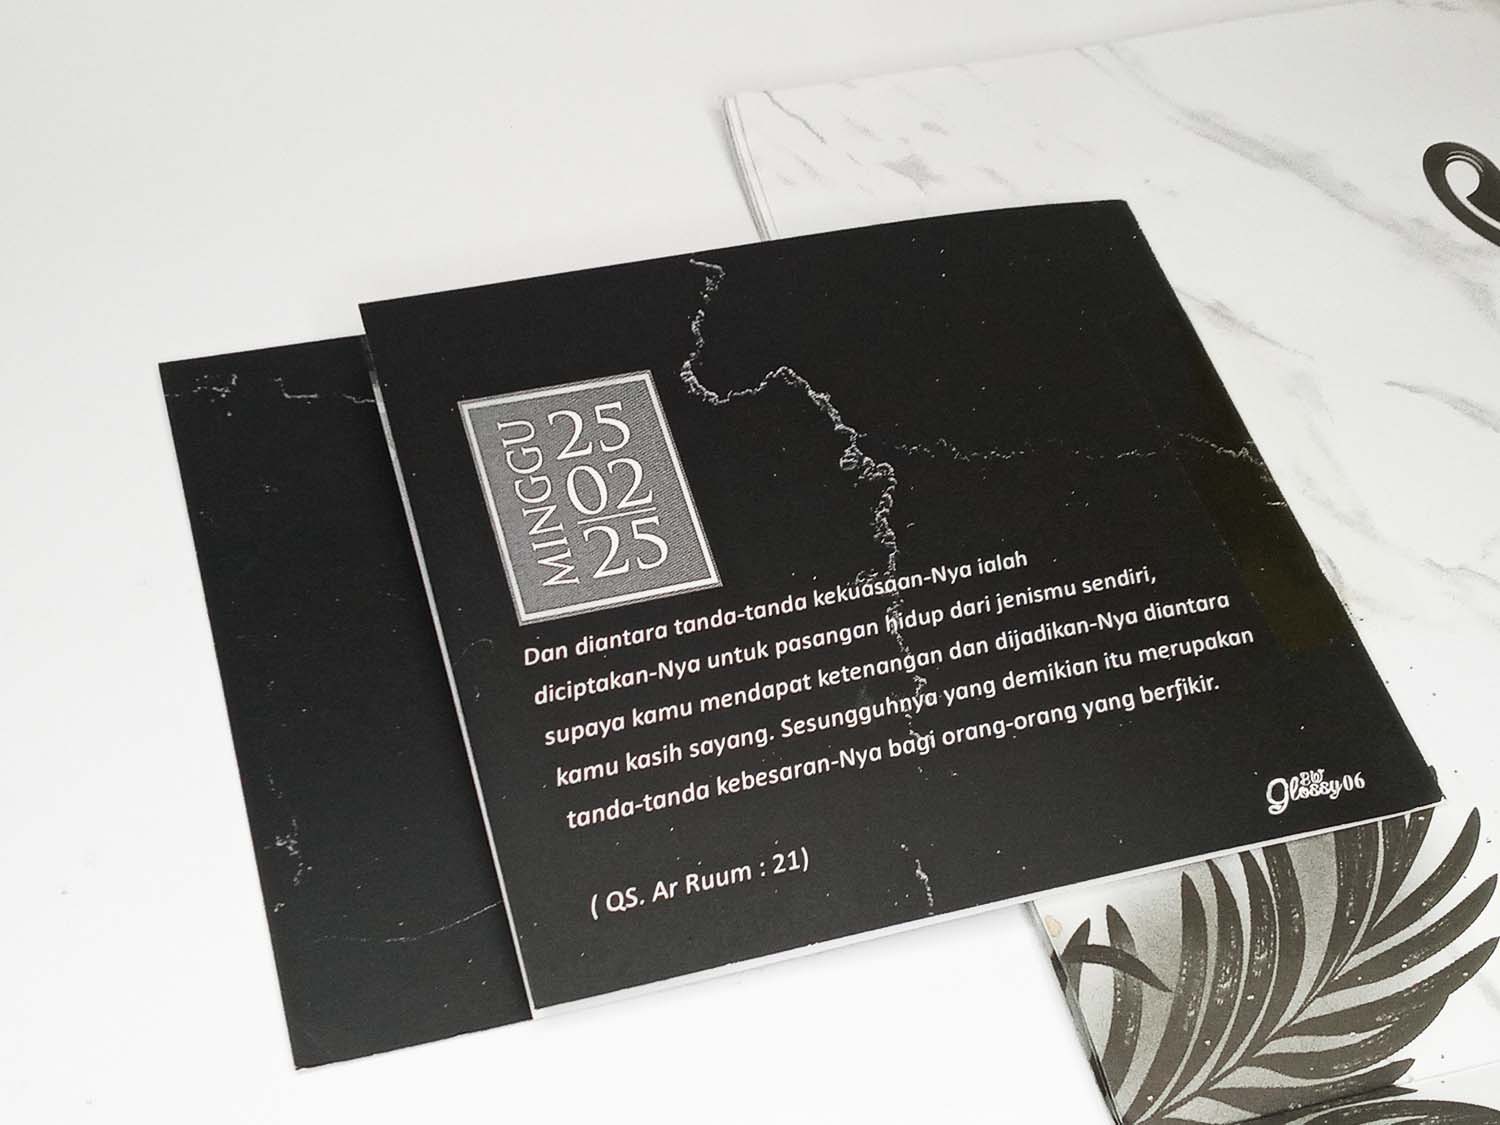 MINGGU
25
02
25
Dan diantara tanda-tanda kekuasaan-Nya ialah
diciptakan-Nya untuk pasangan hidup dari jenismu sendiri,
supaya kamu mendapat ketenangan dan dijadikan-Nya diantara
kamu kasih sayang. Sesungguhnya yang demikian itu merupakan
tanda-tanda kebesaran-Nya bagi orang-orang yang berfikir.
( QS. Ar Ruum : 21)
BW
glossy06